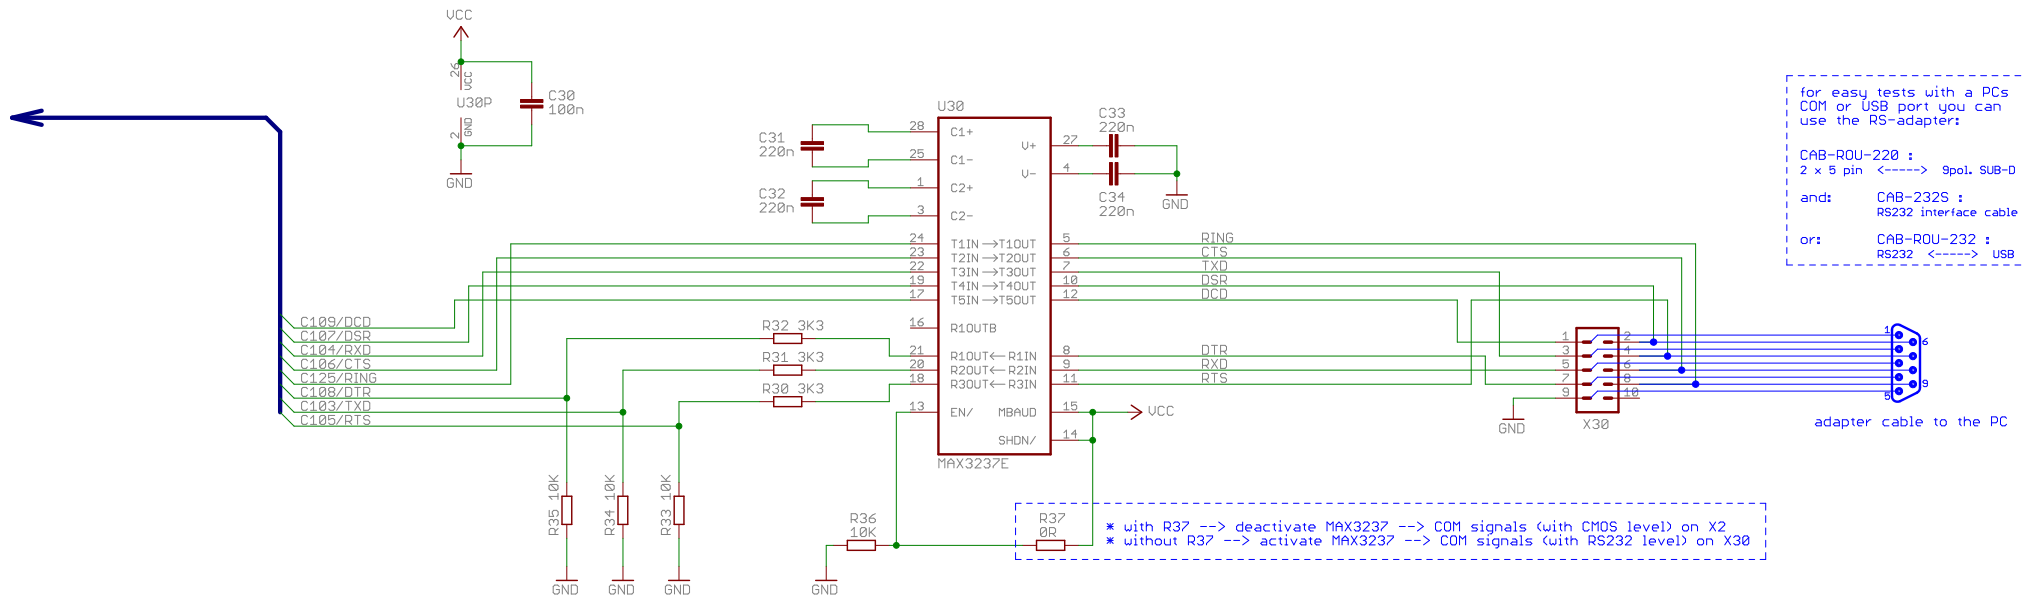 VCC
26
VCC
U30P
GND
2
GND
C30
100n
C31
220n
C32
220n
U30
28
C1+
25
C1-
1
C2+
3
C2-
24
T1IN
T1OUT
5
RING
23
T2IN
T2OUT
6
CTS
22
T3IN
T3OUT
7
TXD
19
T4IN
T4OUT
10
DSR
17
T5IN
T5OUT
12
DCD
16
R1OUTB
21
R1OUT
R1IN
8
DTR
20
R2OUT
R2IN
9
RXD
18
R3OUT
R3IN
11
RTS
13
EN/
MBAUD
15
VCC
SHDN/
14
MAX3237E
V+
27
V-
4
C33
220n
C34
220n
GND
C109/DCD
C107/DSR
C104/RXD
C106/CTS
C125/RING
C108/DTR
C103/TXD
C105/RTS
R32 3K3
R31 3K3
R30 3K3
R35 10K
R34 10K
R33 10K
GND
GND
GND
R36
10K
GND
R37
0R
* with R37 --> deactivate MAX3237 --> COM signals (with CMOS level) on X2
* without R37 --> activate MAX3237 --> COM signals (with RS232 level) on X30
GND
1
2
3
4
5
6
7
8
9
10
X30
1
6
9
5
adapter cable to the PC
for easy tests with a PCs
COM or USB port you can
use the RS-adapter:
CAB-ROU-220 :
2 x 5 pin <-----> 9pol. SUB-D
and: CAB-232S :
RS232 interface cable
or: CAB-ROU-232 :
RS232 <-----> USB